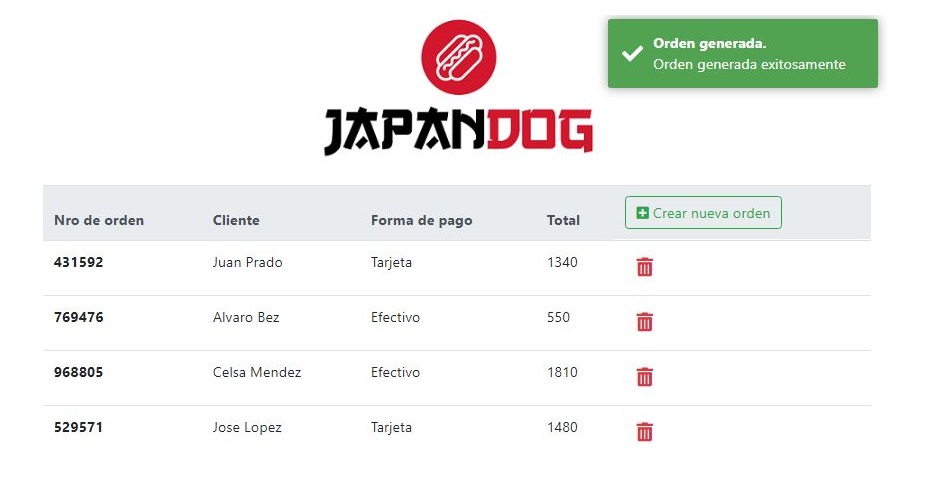 Orden generada.
Orden generada exitosamente
JAPANDOG
Nro de orden Cliente Forma de pago Total Crear nueva orden
431592 Juan Prado Tarjeta 1340
769476 Alvaro Bez Efectivo 550
968805 Celsa Mendez Efectivo 1810
529571 Jose Lopez Tarjeta 1480